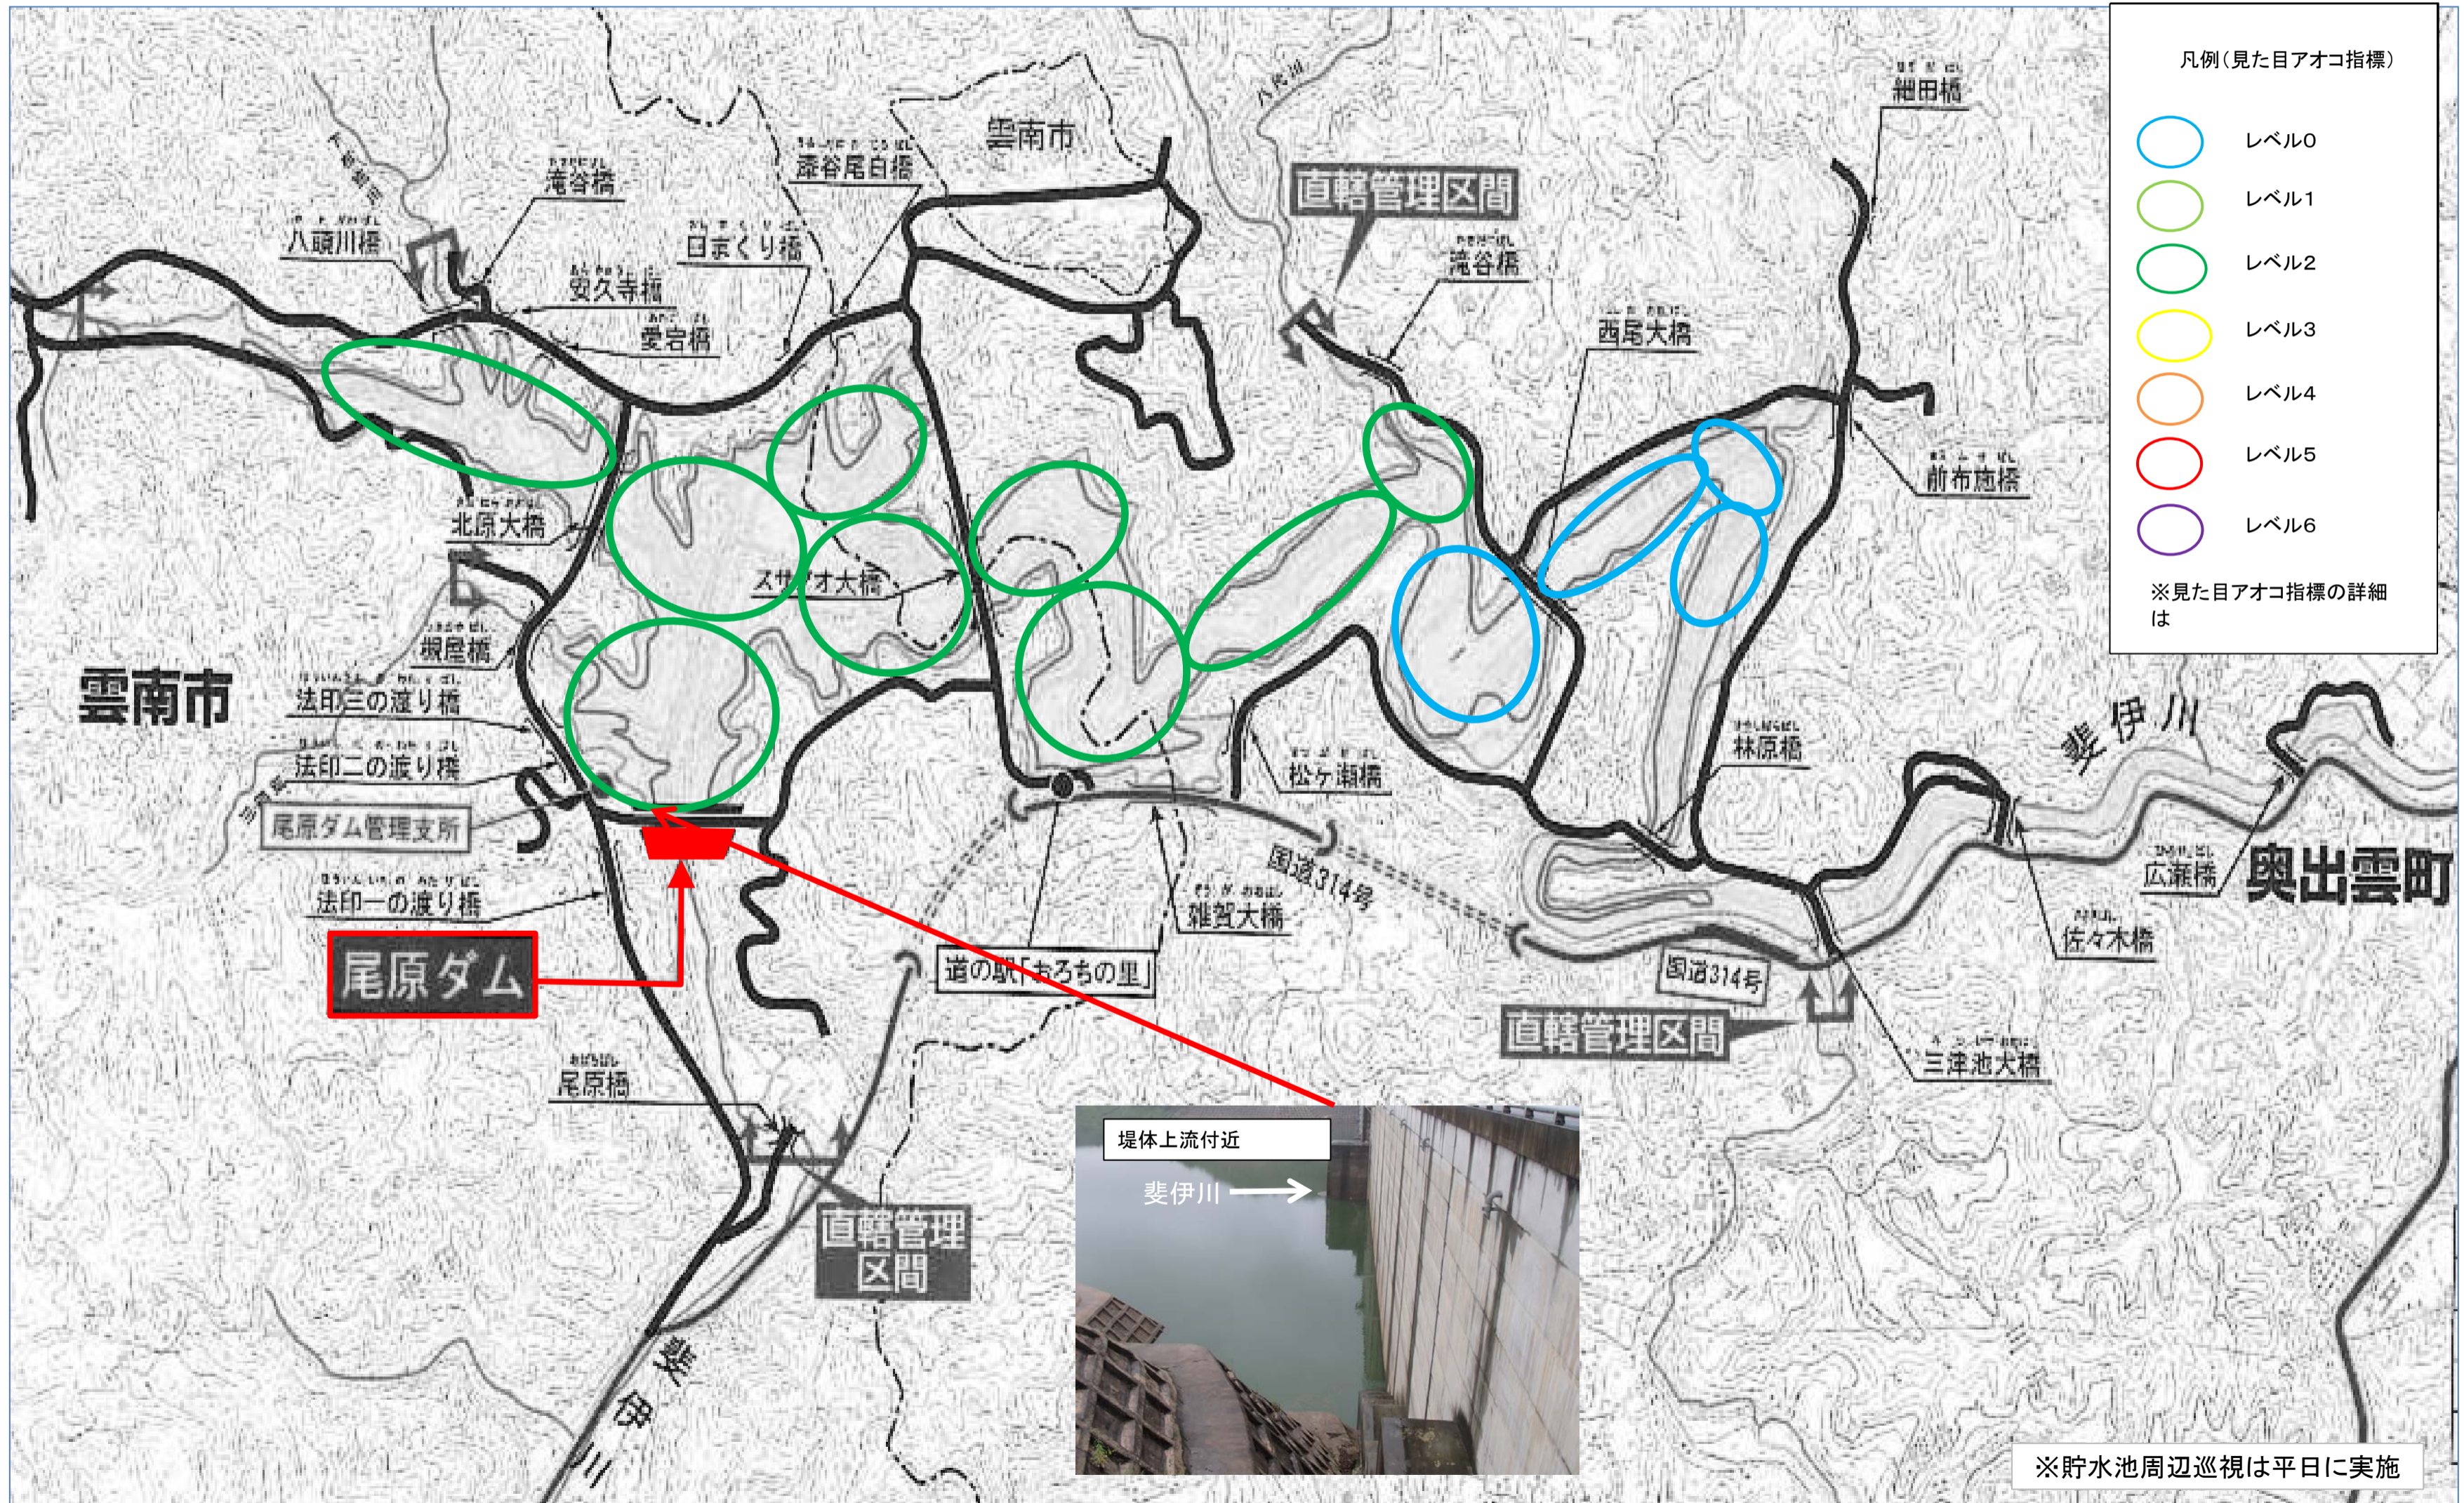 凡例(見た目アオコ指標)
レベル0
レベル1
レベル2
レベル3
レベル4
レベル5
レベル6
※見た目アオコ指標の詳細
は
細田橋
雲南市
八代川
直轄管理区間
漆谷尾白橋
滝谷橋
八頭川橋
日まくり橋
安久寺橋
愛宕橋
滝谷橋
西尾大橋
前布施橋
北原大橋
スサノオ大橋
槻屋橋
雲南市
法印三の渡り橋
法印二の渡り橋
尾原ダム管理支所
法印一の渡り橋
尾原ダム
松ヶ瀬橋
林原橋
斐伊川
広瀬橋
奥出雲町
佐々木橋
国道314号
雑賀大橋
道の駅「おろちの里」
国道314号
直轄管理区間
三津池大橋
尾原橋
直轄管理
区間
斐伊川
堤体上流付近
斐伊川
※貯水池周辺巡視は平日に実施